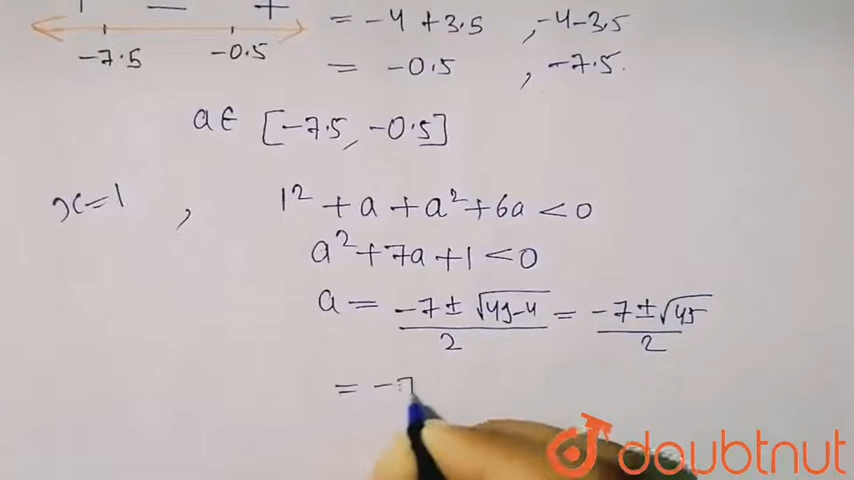 − +
-7.5 -0.5
= -4 + 3.5 , -4-3.5
= -0.5 , -7.5.
a ∈ [-7.5, -0.5]
x=1 , 1² + a + a² + 6a < 0
a² + 7a + 1 < 0
a = (-7 ± √(49-4))/2 = (-7 ± √45)/2
= -7
doubtnut